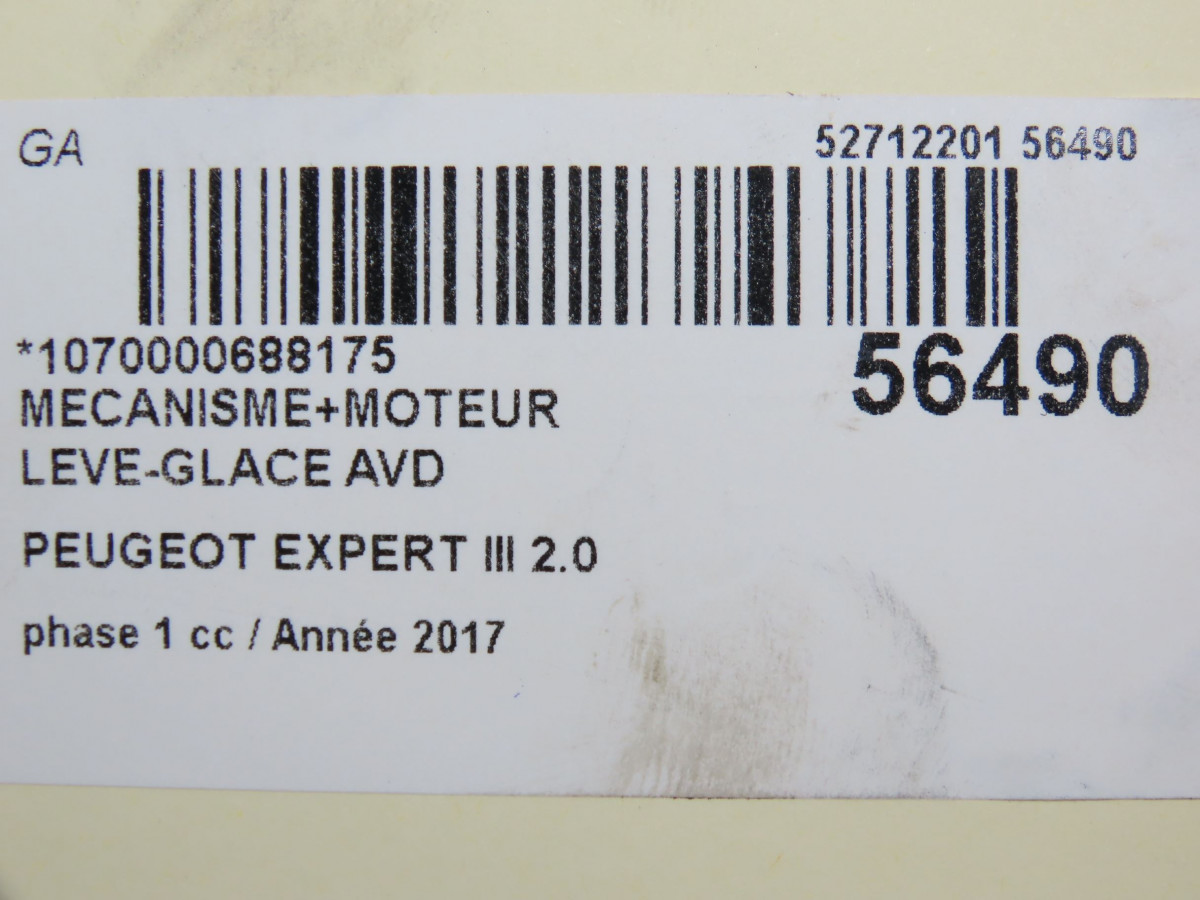 GA
52712201 56490
*1070000688175
56490
MECANISME+MOTEUR
LEVE-GLACE AVD
PEUGEOT EXPERT III 2.0
phase 1 cc / Année 2017